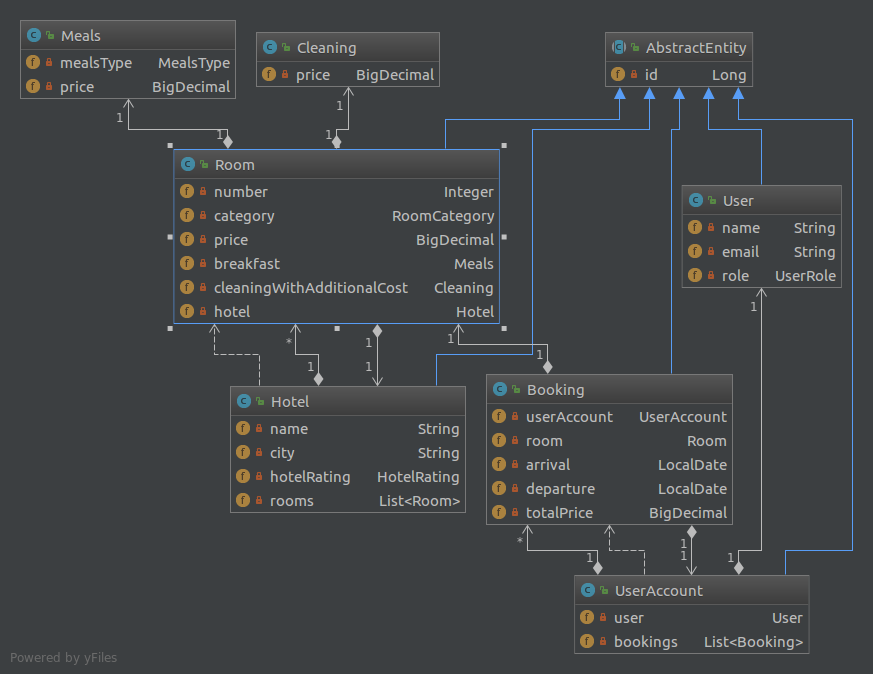 Meals
mealsType MealsType
price BigDecimal
Cleaning
price BigDecimal
AbstractEntity
id Long
1
1
1
1
Room
number Integer
category RoomCategory
price BigDecimal
breakfast Meals
cleaningWithAdditionalCost Cleaning
hotel Hotel
User
name String
email String
role UserRole
1
*
1
1
1
1
1
Hotel
name String
city String
hotelRating HotelRating
rooms List<Room>
Booking
userAccount UserAccount
room Room
arrival LocalDate
departure LocalDate
totalPrice BigDecimal
*
1
1
1
1
UserAccount
user User
bookings List<Booking>
Powered by yFiles